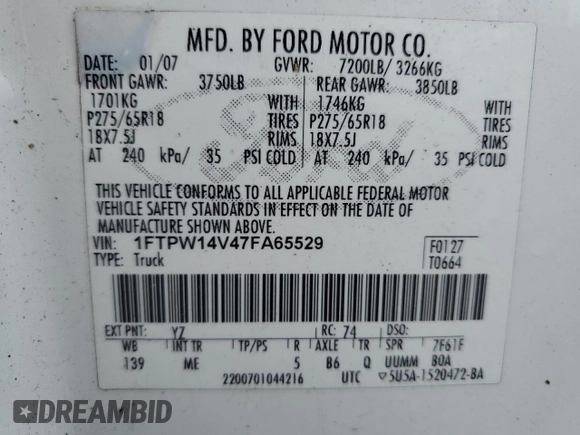 MFD. BY FORD MOTOR CO.
DATE: 01/07 GVWR: 7200LB/ 3266KG
FRONT GAWR: 3750LB REAR GAWR: 3850LB
1701KG WITH 1746KG WITH
P275/65R18 TIRES P275/65R18 TIRES
18X7.5J RIMS 18X7.5J RIMS
AT 240 kPa/ 35 PSI COLD AT 240 kPa/ 35 PSI COLD
Ford
THIS VEHICLE CONFORMS TO ALL APPLICABLE FEDERAL MOTOR
VEHICLE SAFETY STANDARDS IN EFFECT ON THE DATE OF
MANUFACTURE SHOWN ABOVE.
VIN: 1FTPW14V47FA65529 F0127
TYPE: Truck T0664
EXT PNT: YZ RC: 74 DSO:
WB INT TR TP/PS R AXLE TR SPR 7F61F
139 ME 5 B6 Q UUMM B0A
2200701044216 UTC 5U5A-1520472-BA
DREAMBID